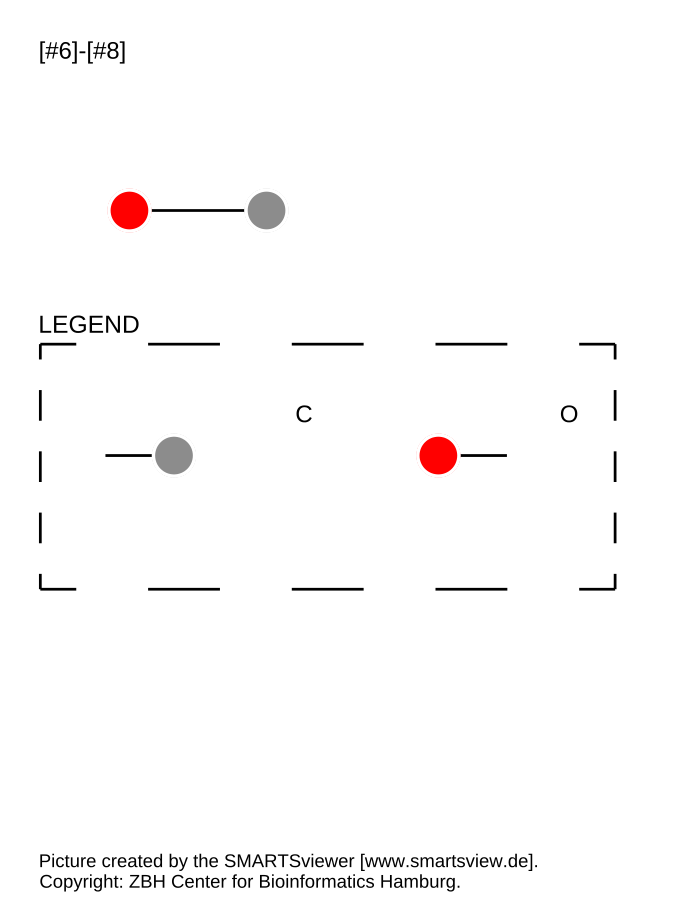 [#6]-[#8]
LEGEND
C
O
Picture created by the SMARTSviewer [www.smartsview.de].
Copyright: ZBH Center for Bioinformatics Hamburg.